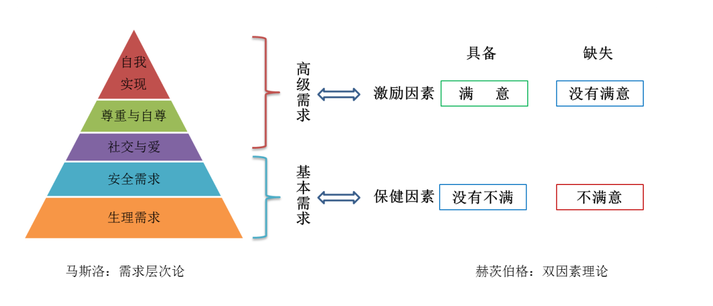 自我
实现
尊重与自尊
社交与爱
安全需求
生理需求
高级需求
基本需求
具备
缺失
激励因素
满 意
没有满意
保健因素
没有不满
不满意
马斯洛：需求层次论
赫茨伯格：双因素理论